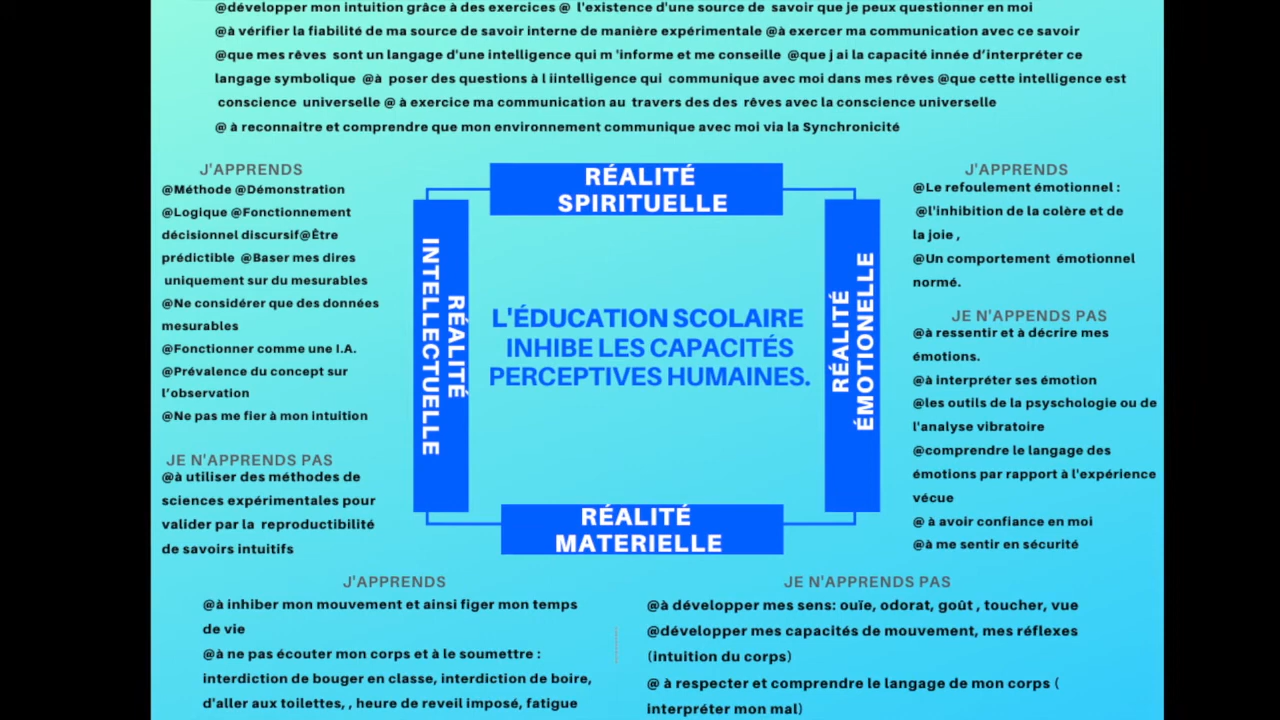 @développer mon intuition grâce à des exercices @ l'existence d'une source de savoir que je peux questionner en moi
@à vérifier la fiabilité de ma source de savoir interne de manière expérimentale @à exercer ma communication avec ce savoir
@que mes rêves sont un langage d'une intelligence qui m 'informe et me conseille @que j ai la capacité innée d’interpréter ce
langage symbolique @à poser des questions à l iintelligence qui communique avec moi dans mes rêves @que cette intelligence est
conscience universelle @ à exercice ma communication au travers des des rêves avec la conscience universelle
@ à reconnaitre et comprendre que mon environnement communique avec moi via la Synchronicité
J'APPRENDS
@Méthode @Démonstration
@Logique @Fonctionnement
décisionnel discursif@Être
prédictible @Baser mes dires
uniquement sur du mesurables
@Ne considérer que des données
mesurables
@Fonctionner comme une I.A.
@Prévalence du concept sur
l’observation
@Ne pas me fier à mon intuition
JE N'APPRENDS PAS
@à utiliser des méthodes de
sciences expérimentales pour
valider par la reproductibilité
de savoirs intuitifs
RÉALITÉ
SPIRITUELLE
RÉALITÉ
INTELLECTUELLE
L'ÉDUCATION SCOLAIRE
INHIBE LES CAPACITÉS
PERCEPTIVES HUMAINES.
RÉALITÉ
ÉMOTIONELLE
RÉALITÉ
MATERIELLE
J'APPRENDS
@Le refoulement émotionnel :
@l'inhibition de la colère et de
la joie ,
@Un comportement émotionnel
normé.
JE N'APPENDS PAS
@à ressentir et à décrire mes
émotions.
@à interpréter ses émotion
@les outils de la psyschologie ou de
l'analyse vibratoire
@comprendre le langage des
émotions par rapport à l'expérience
vécue
@ à avoir confiance en moi
@à me sentir en sécurité
J'APPRENDS
@à inhiber mon mouvement et ainsi figer mon temps
de vie
@à ne pas écouter mon corps et à le soumettre :
interdiction de bouger en classe, interdiction de boire,
d'aller aux toilettes, , heure de reveil imposé, fatigue
JE N'APPRENDS PAS
@à développer mes sens: ouïe, odorat, goût , toucher, vue
@développer mes capacités de mouvement, mes réflexes
(intuition du corps)
@ à respecter et comprendre le langage de mon corps (
interpréter mon mal)